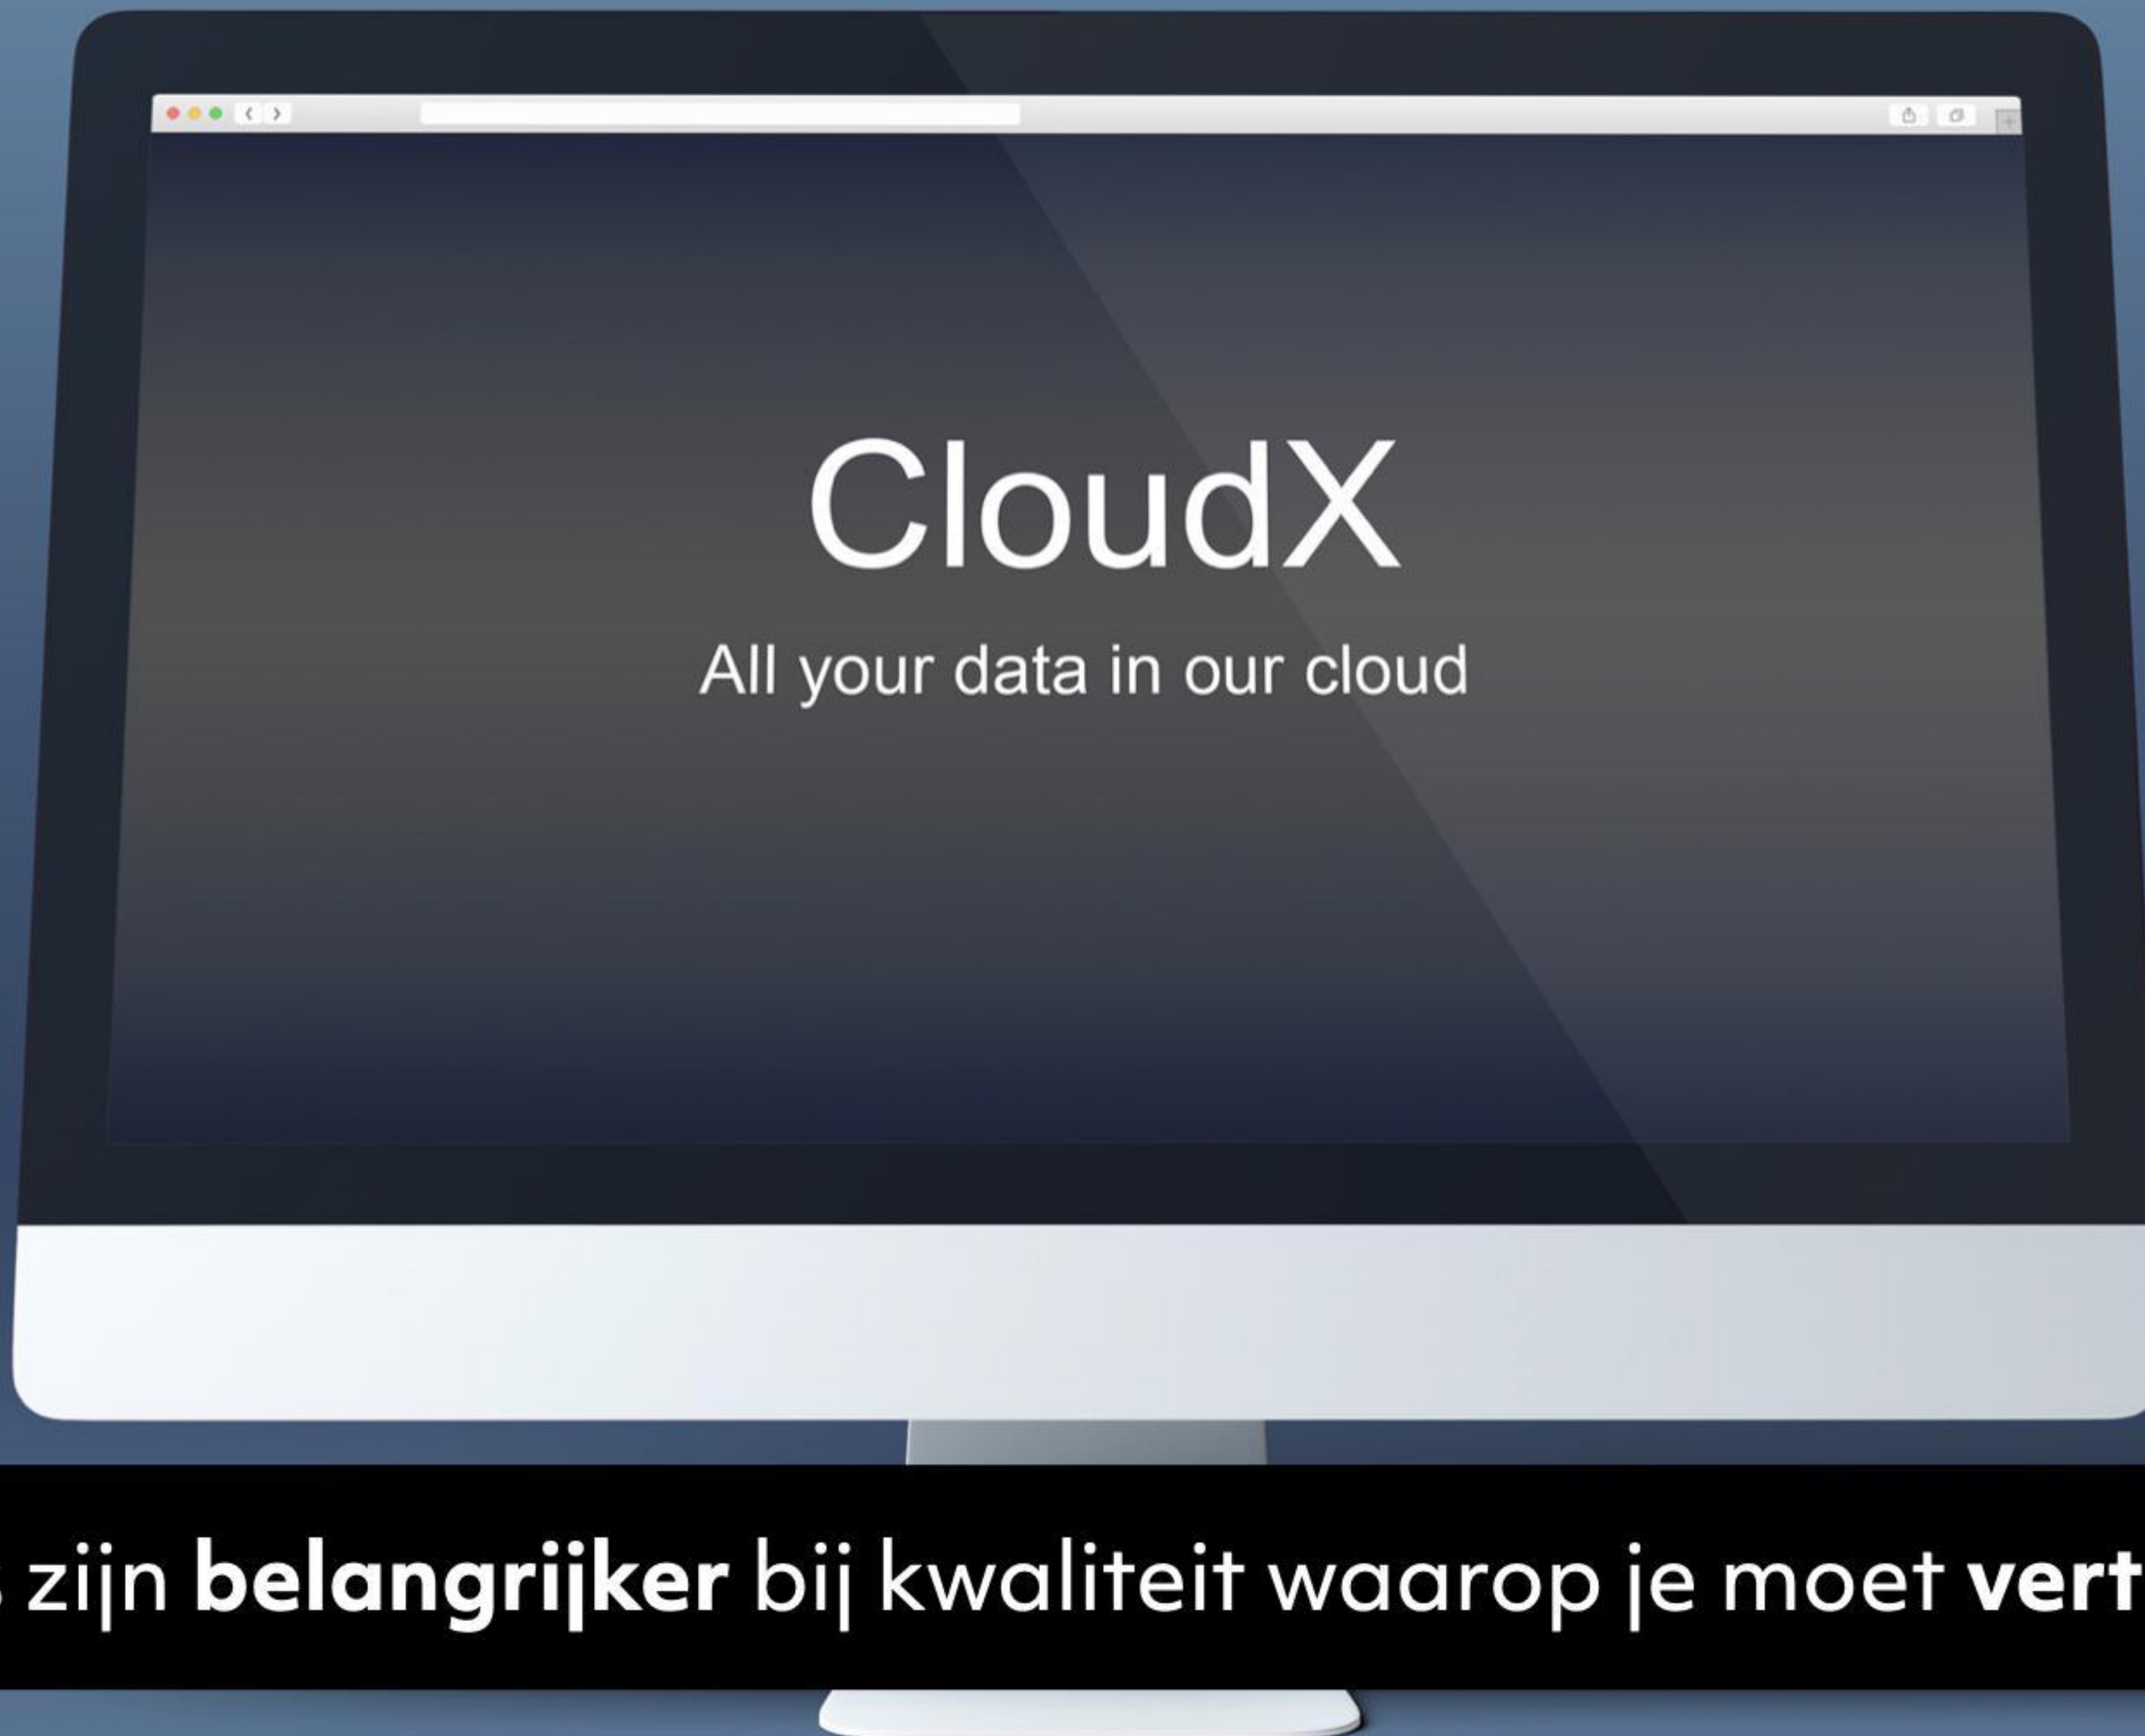 CloudX
All your data in our cloud
zijn belangrijker bij kwaliteit waarop je moet